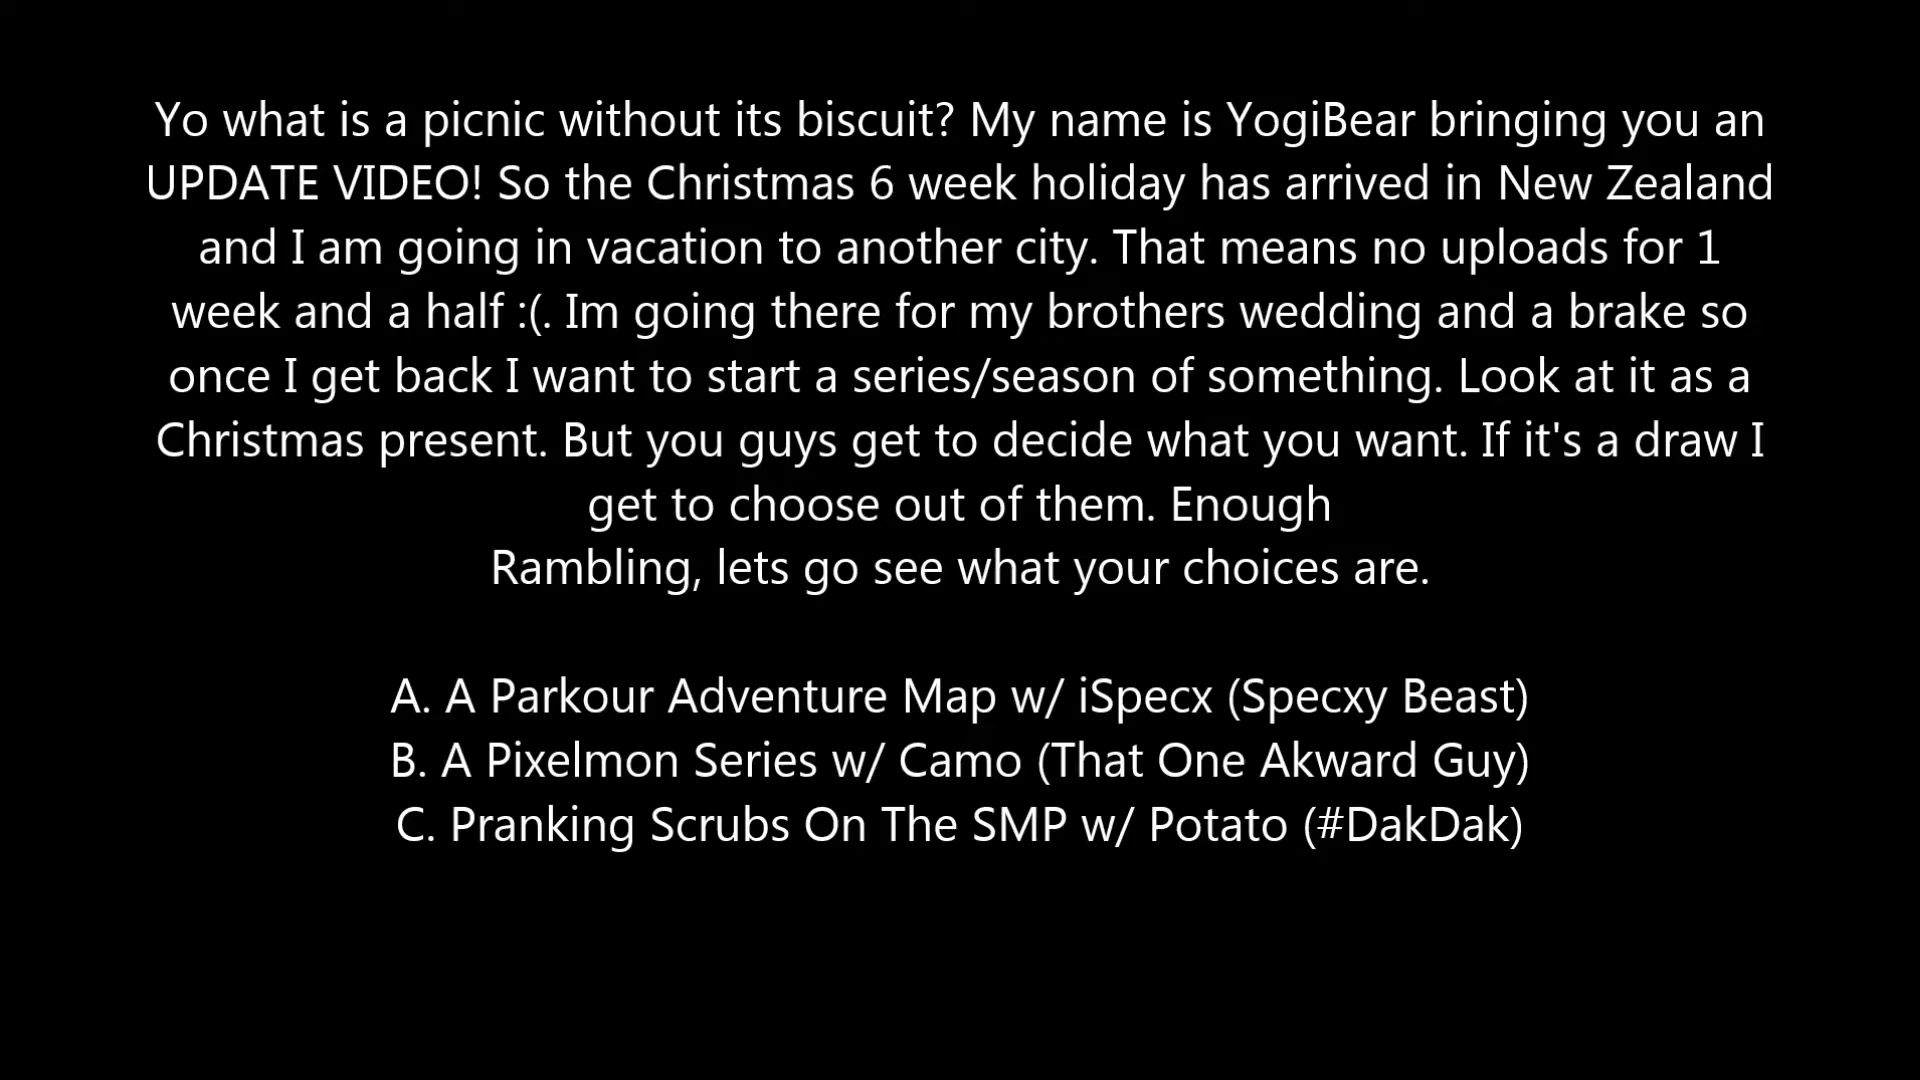 Yo what is a picnic without its biscuit? My name is YogiBear bringing you an
UPDATE VIDEO! So the Christmas 6 week holiday has arrived in New Zealand
and I am going in vacation to another city. That means no uploads for 1
week and a half :(. Im going there for my brothers wedding and a brake so
once I get back I want to start a series/season of something. Look at it as a
Christmas present. But you guys get to decide what you want. If it's a draw I
get to choose out of them. Enough
Rambling, lets go see what your choices are.
A. A Parkour Adventure Map w/ iSpecx (Specxy Beast)
B. A Pixelmon Series w/ Camo (That One Akward Guy)
C. Pranking Scrubs On The SMP w/ Potato (#DakDak)